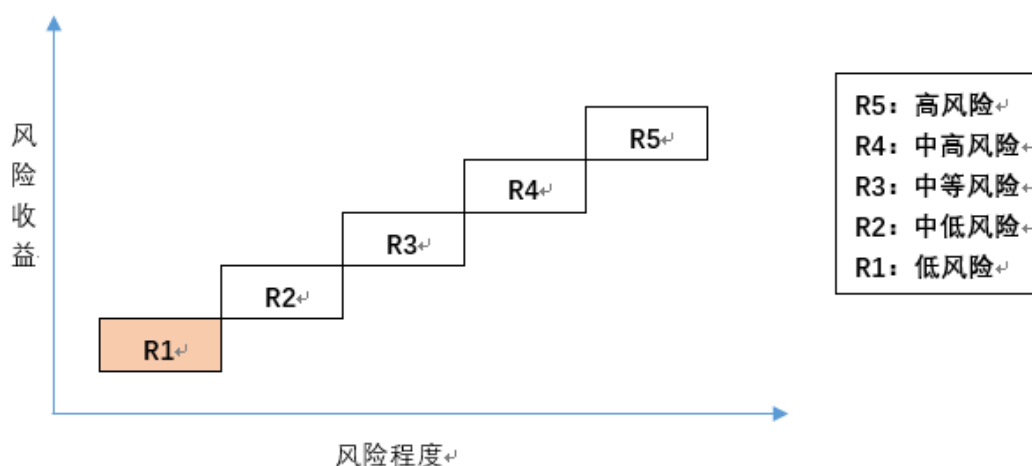 风
险
收
益
R5
R4
R3
R2
R1
风险程度
R5：高风险
R4：中高风险
R3：中等风险
R2：中低风险
R1：低风险